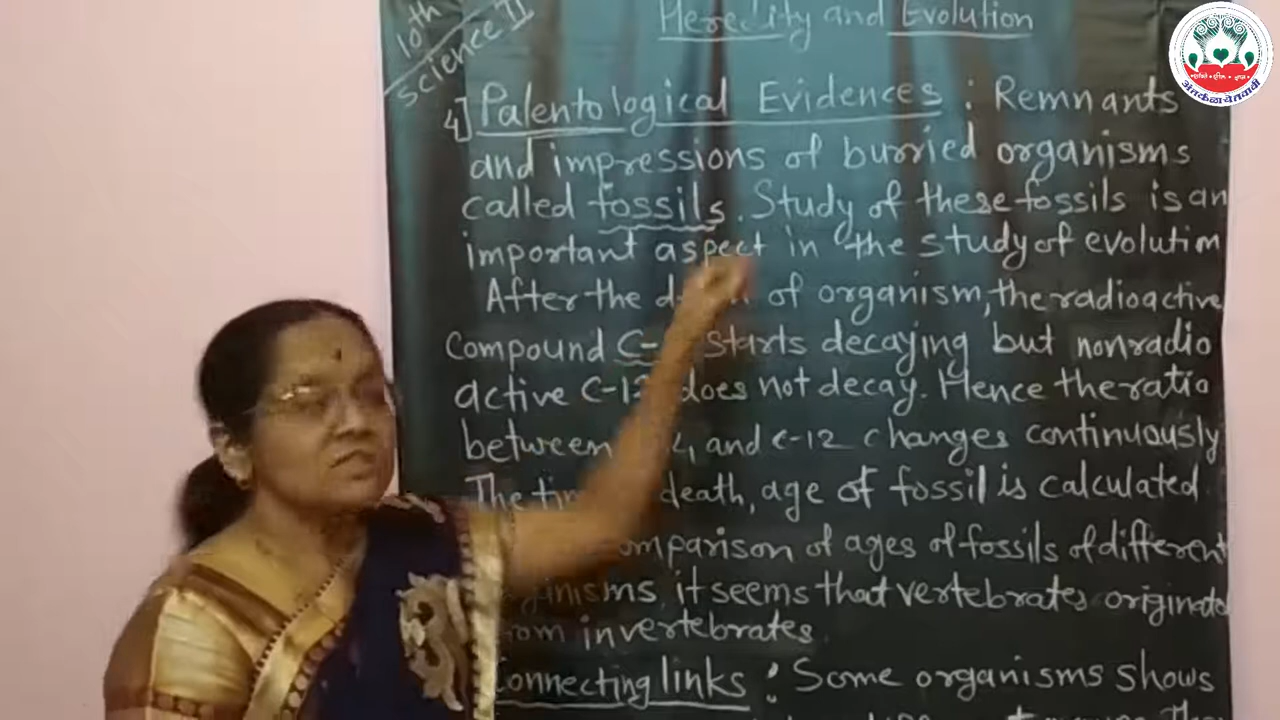 10th
science II
Heredity and Evolution
4] Palentological Evidences : Remnants
and impressions of burried organisms
called fossils. Study of these fossils is an
important aspect in the study of evolution
After the of organism, the radioactive
compound C- starts decaying but nonradio
active C-12 does not decay. Hence the ratio
between and C-12 changes continuously
The death, age of fossil is calculated
of ages of fossils of different
it seems that vertebrates originate
invertebrates.
Connecting links : Some organisms shows